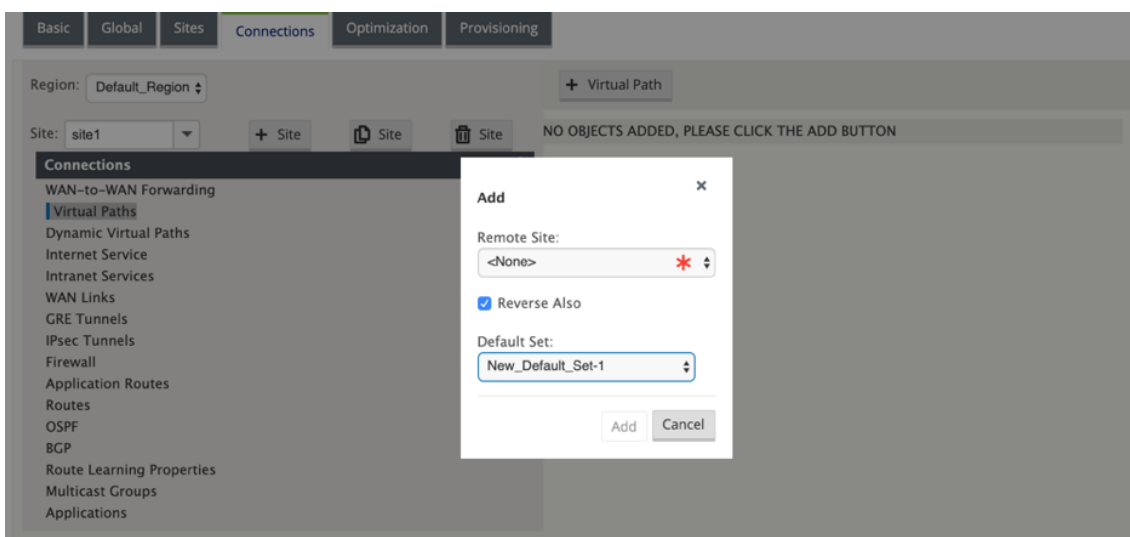 Basic Global Sites Connections Optimization Provisioning
Region: Default_Region
+ Virtual Path
Site: site1
+ Site
Site
Site
NO OBJECTS ADDED, PLEASE CLICK THE ADD BUTTON
Connections
WAN-to-WAN Forwarding
Virtual Paths
Dynamic Virtual Paths
Internet Service
Intranet Services
WAN Links
GRE Tunnels
IPsec Tunnels
Firewall
Application Routes
Routes
OSPF
BGP
Route Learning Properties
Multicast Groups
Applications
Add
×
Remote Site:
<None> *
Reverse Also
Default Set:
New_Default_Set-1
Add Cancel